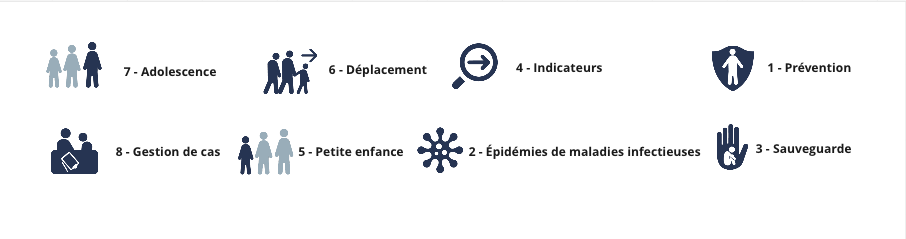 7 - Adolescence
6 - Déplacement
4 - Indicateurs
1 - Prévention
8 - Gestion de cas
5 - Petite enfance
2 - Épidémies de maladies infectieuses
3 - Sauveguarde